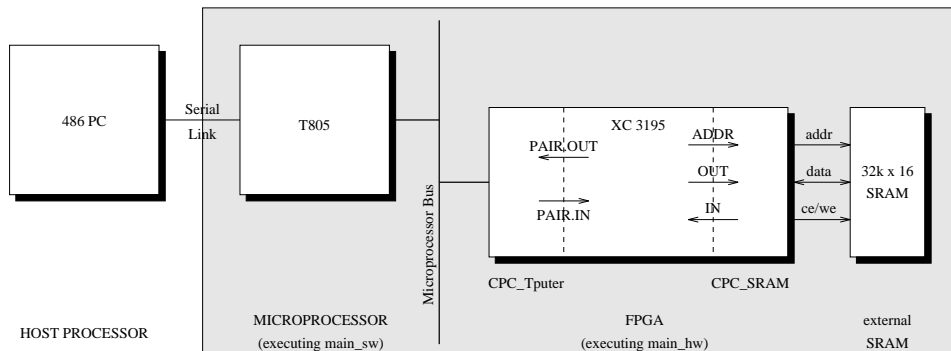 486 PC
Serial
Link
T805
Microprocessor Bus
XC 3195
PAIR.OUT
ADDR
OUT
PAIR.IN
IN
addr
data
ce/we
32k x 16
SRAM
CPC_Tputer
CPC_SRAM
HOST PROCESSOR
MICROPROCESSOR
(executing main_sw)
FPGA
(executing main_hw)
external
SRAM